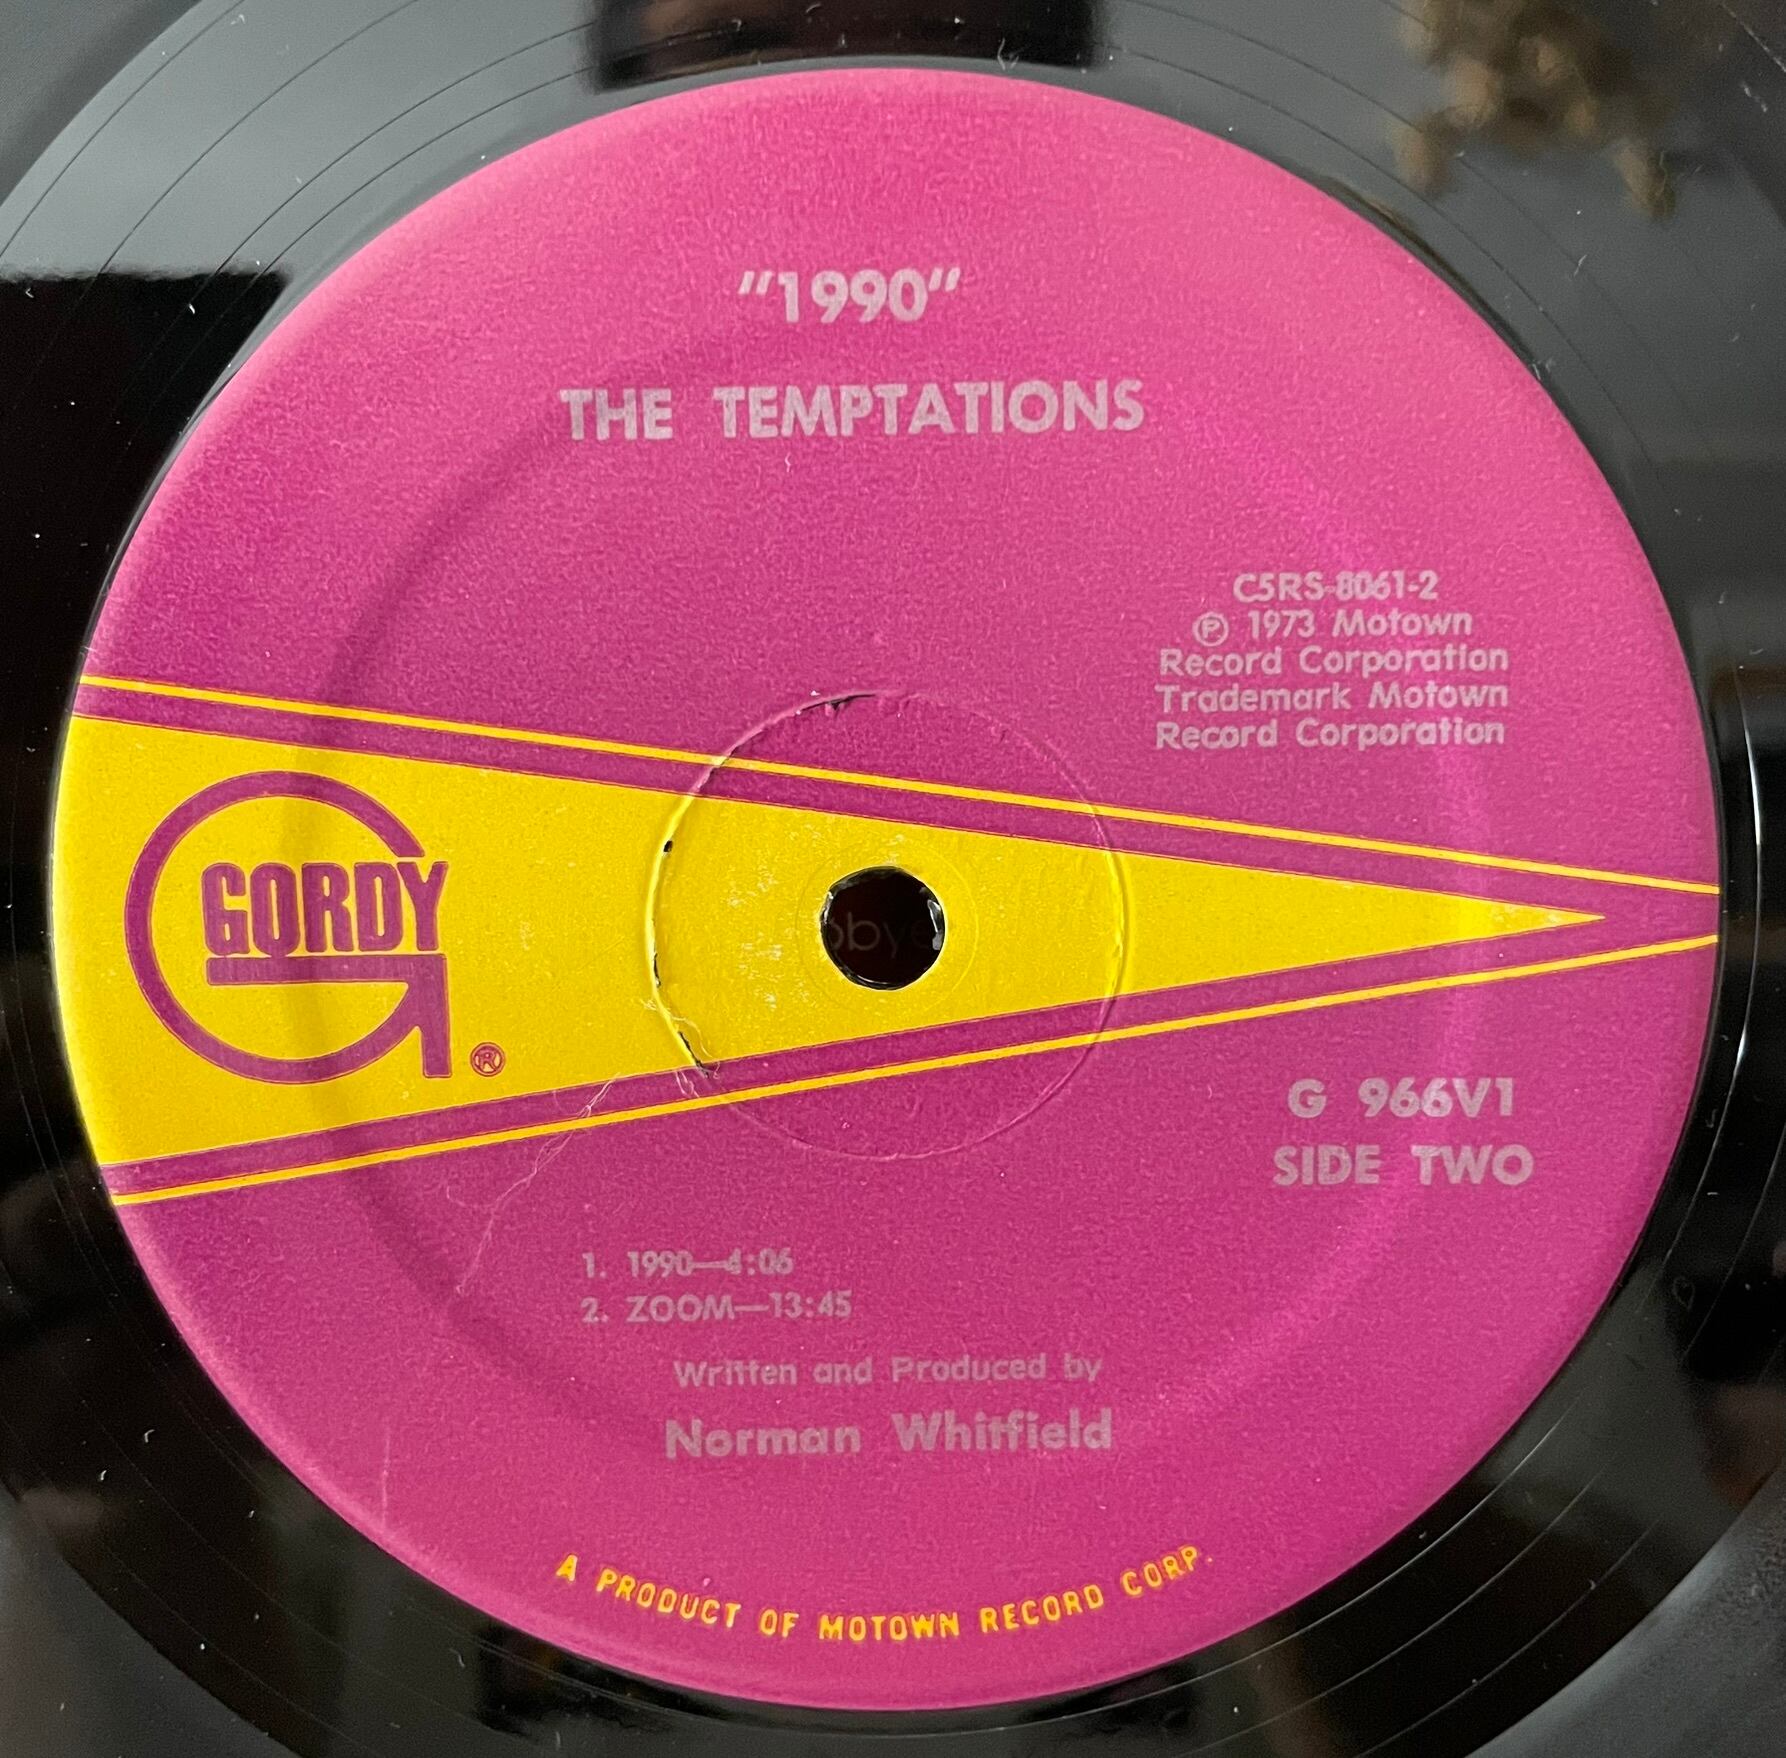 "1990"
THE TEMPTATIONS
C5RS-8061-2
Ⓟ 1973 Motown
Record Corporation
Trademark Motown
Record Corporation
GORDY
®
G 966V1
SIDE TWO
1. 1990—4:06
2. ZOOM—13:45
Written and Produced by
Norman Whitfield
A PRODUCT OF MOTOWN RECORD CORP.